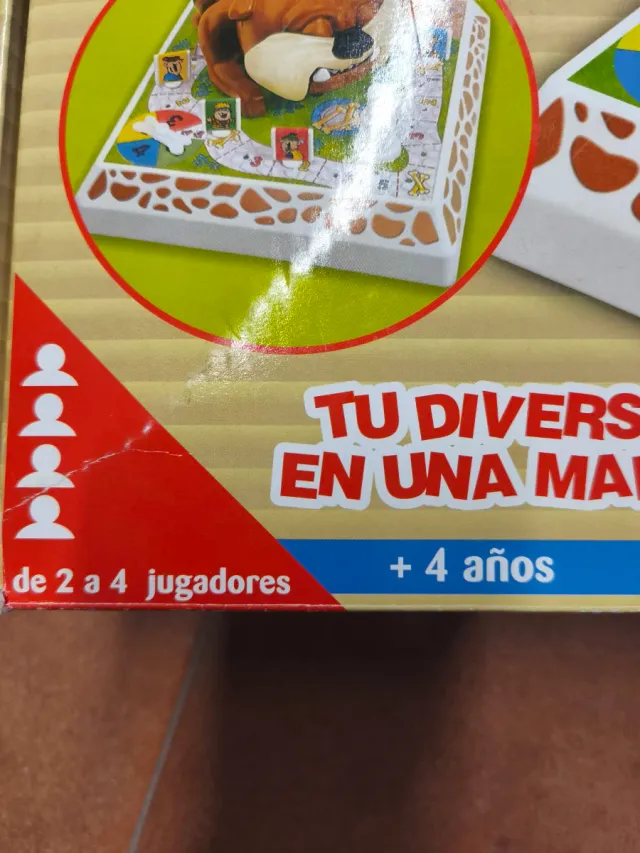 TU DIVERS
EN UNA MA
+ 4 años
de 2 a 4 jugadores